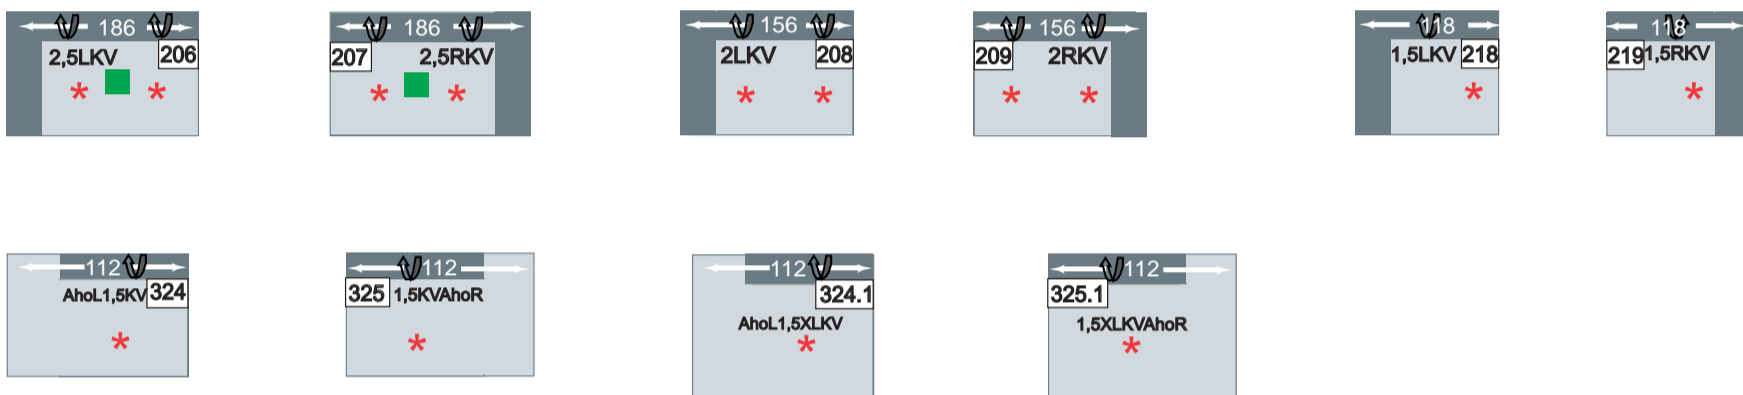 186
2,5LKV 206
186
207 2,5RKV
156
2LKV 208
156
209 2RKV
118
1,5LKV 218
118
219 1,5RKV
112
AhoL1,5KV 324
112
325 1,5KVAhoR
112
324.1
AhoL1,5XLKV
112
325.1
1,5XLKVAhoR